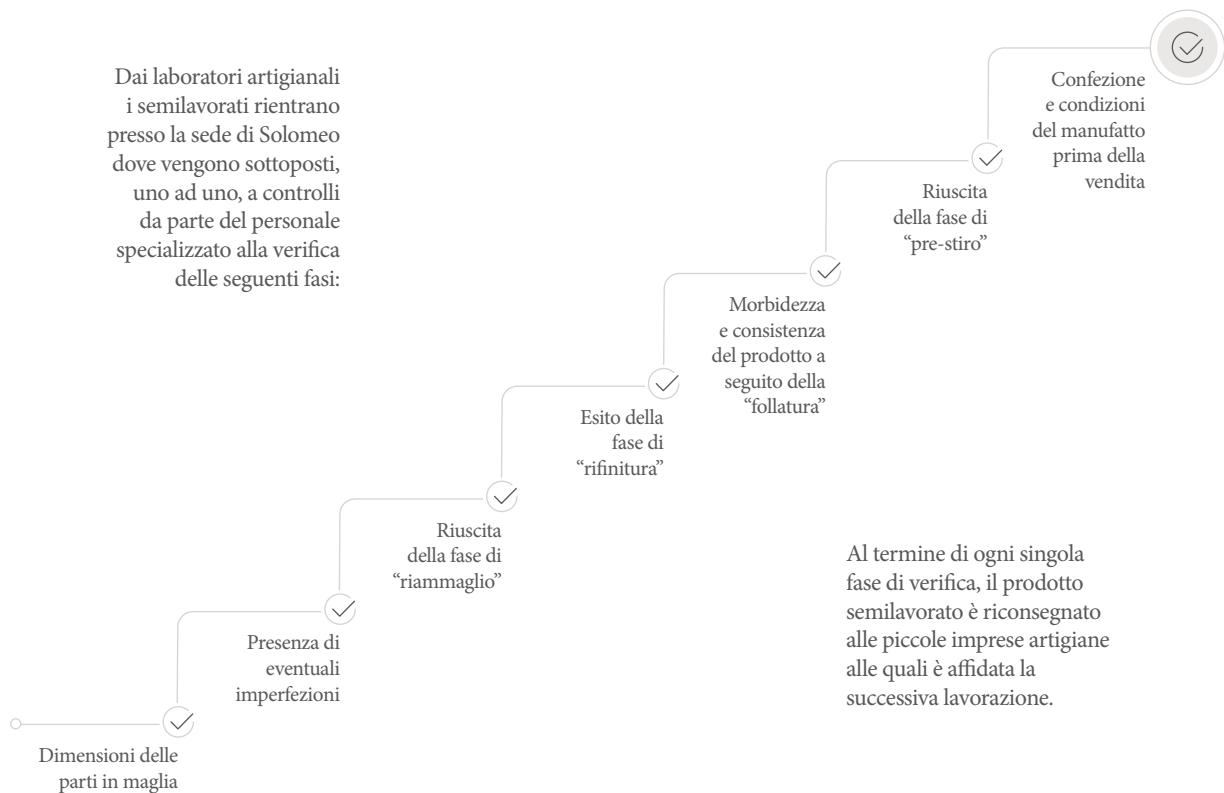 Dai laboratori artigianali
i semilavorati rientrano
presso la sede di Solomeo
dove vengono sottoposti,
uno ad uno, a controlli
da parte del personale
specializzato alla verifica
delle seguenti fasi:
Dimensioni delle
parti in maglia
Presenza di
eventuali
imperfezioni
Riuscita
della fase di
“riammaglio”
Esito della
fase di
“rifinitura”
Morbidezza
e consistenza
del prodotto a
seguito della
“follatura”
Riuscita
della fase di
“pre-stiro”
Confezione
e condizioni
del manufatto
prima della
vendita
Al termine di ogni singola
fase di verifica, il prodotto
semilavorato è riconsegnato
alle piccole imprese artigiane
alle quali è affidata la
successiva lavorazione.